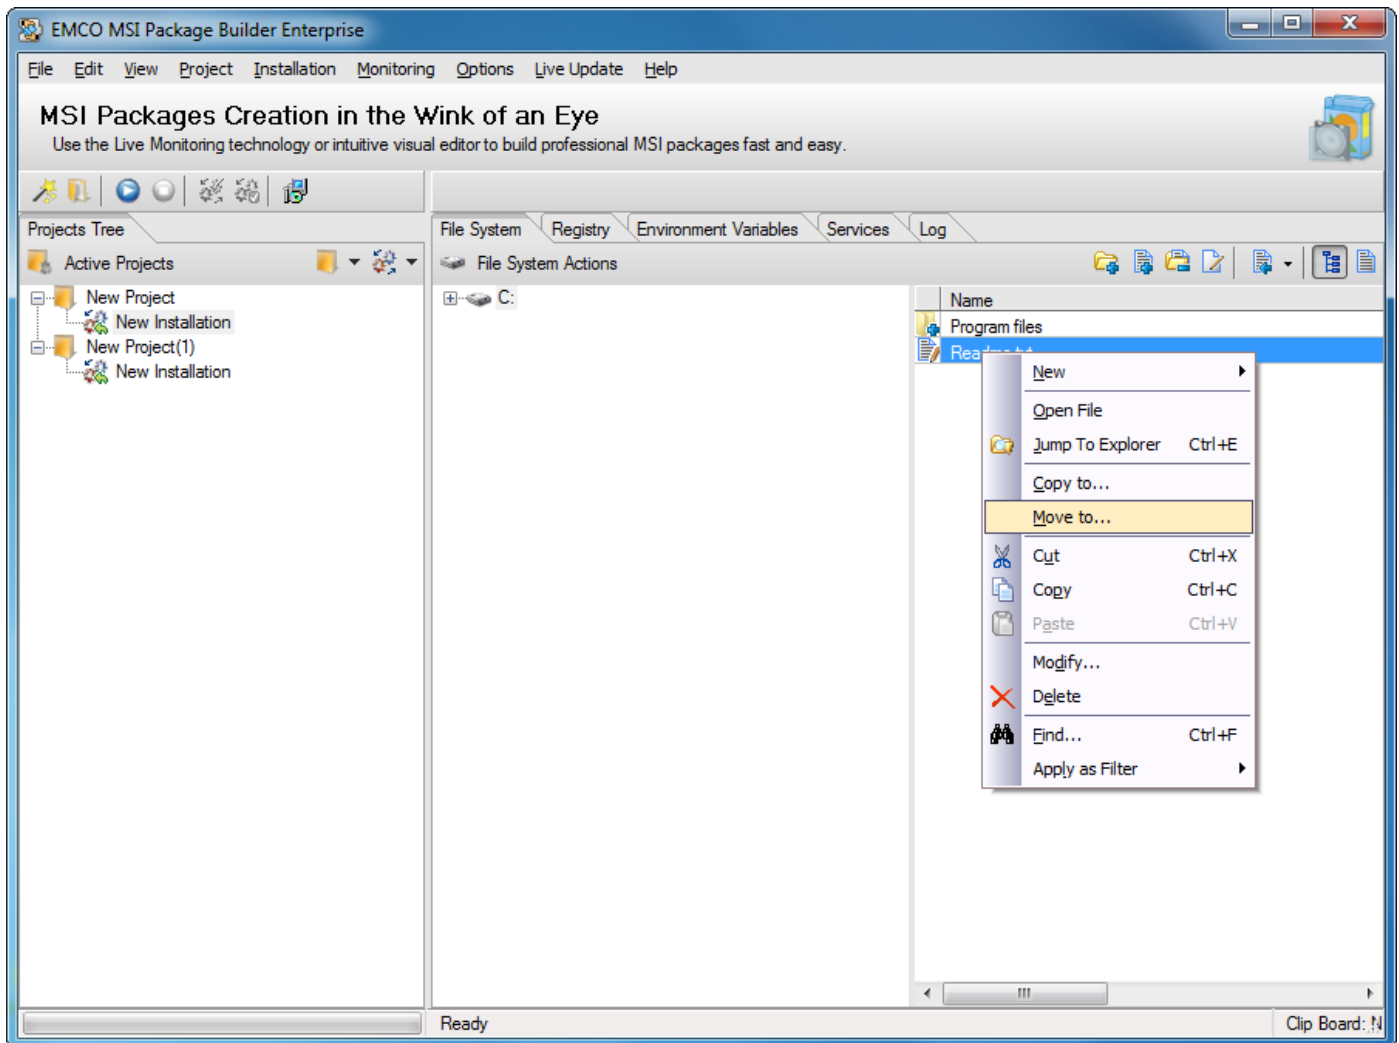 EMCO MSI Package Builder Enterprise
File Edit View Project Installation Monitoring Options Live Update Help
MSI Packages Creation in the Wink of an Eye
Use the Live Monitoring technology or intuitive visual editor to build professional MSI packages fast and easy.
Projects Tree
File System Registry Environment Variables Services Log
Active Projects
File System Actions
New Project
New Installation
New Project(1)
New Installation
C:
Name
Program files
Readme.txt
New
Open File
Jump To Explorer Ctrl+E
Copy to...
Move to...
Cut Ctrl+X
Copy Ctrl+C
Paste Ctrl+V
Modify...
Delete
Find... Ctrl+F
Apply as Filter
Ready
Clip Board: N